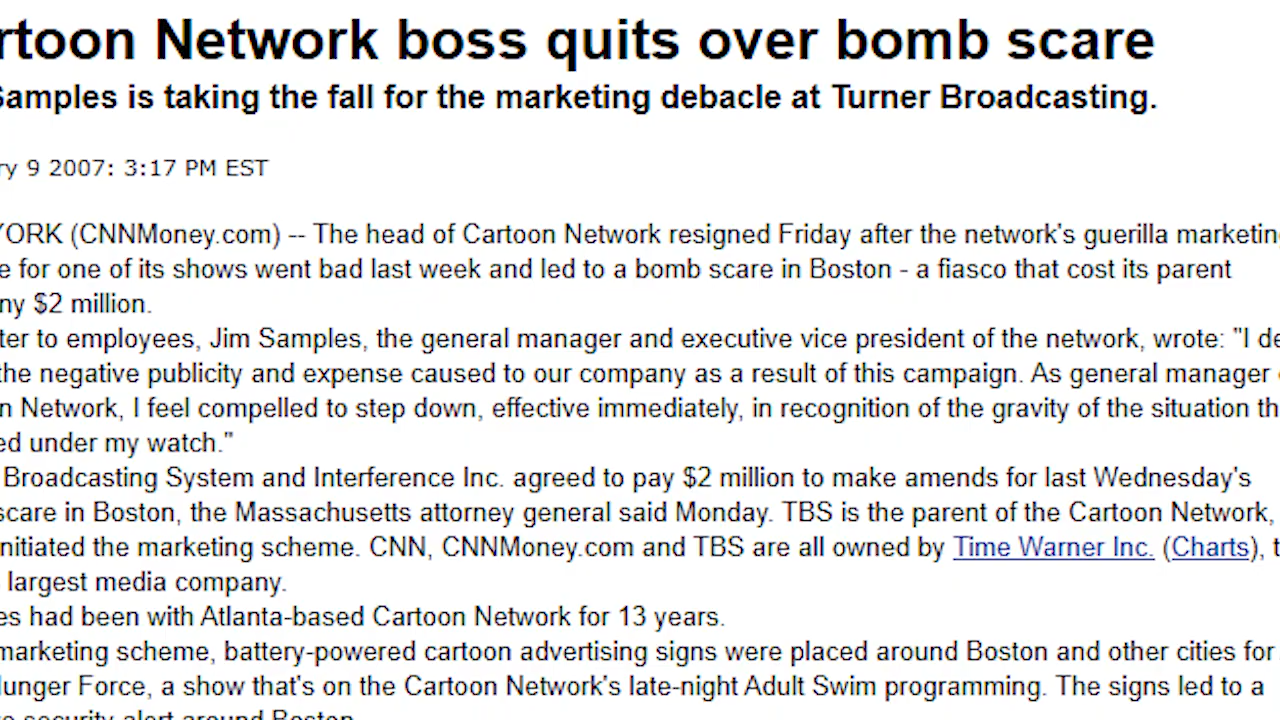 rtoon Network boss quits over bomb scare
Samples is taking the fall for the marketing debacle at Turner Broadcasting.
ry 9 2007: 3:17 PM EST
YORK (CNNMoney.com) -- The head of Cartoon Network resigned Friday after the network's guerilla marketin
e for one of its shows went bad last week and led to a bomb scare in Boston - a fiasco that cost its parent
ny $2 million.
ter to employees, Jim Samples, the general manager and executive vice president of the network, wrote: "I de
the negative publicity and expense caused to our company as a result of this campaign. As general manager
n Network, I feel compelled to step down, effective immediately, in recognition of the gravity of the situation th
ed under my watch."
Broadcasting System and Interference Inc. agreed to pay $2 million to make amends for last Wednesday's
scare in Boston, the Massachusetts attorney general said Monday. TBS is the parent of the Cartoon Network,
nitiated the marketing scheme. CNN, CNNMoney.com and TBS are all owned by Time Warner Inc. (Charts), t
largest media company.
es had been with Atlanta-based Cartoon Network for 13 years.
marketing scheme, battery-powered cartoon advertising signs were placed around Boston and other cities for
Hunger Force, a show that's on the Cartoon Network's late-night Adult Swim programming. The signs led to a
security alert around Boston